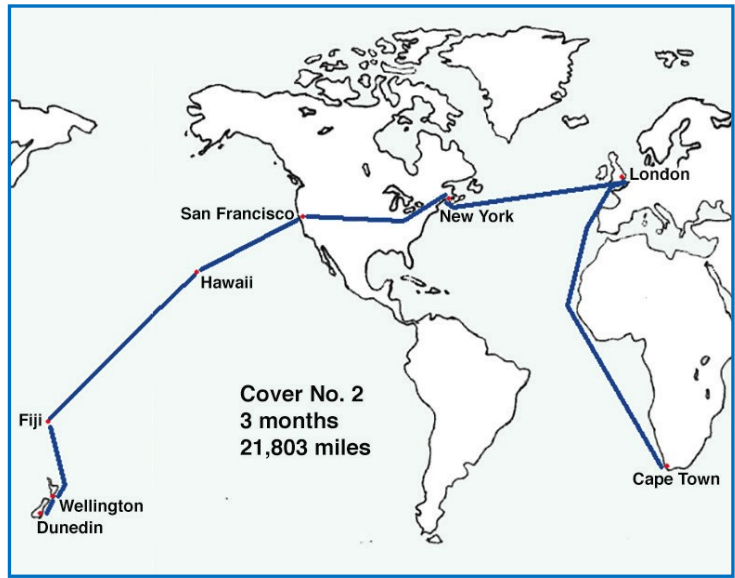 London
San Francisco
New York
Hawaii
Cover No. 2
3 months
21,803 miles
Fiji
Cape Town
Wellington
Dunedin